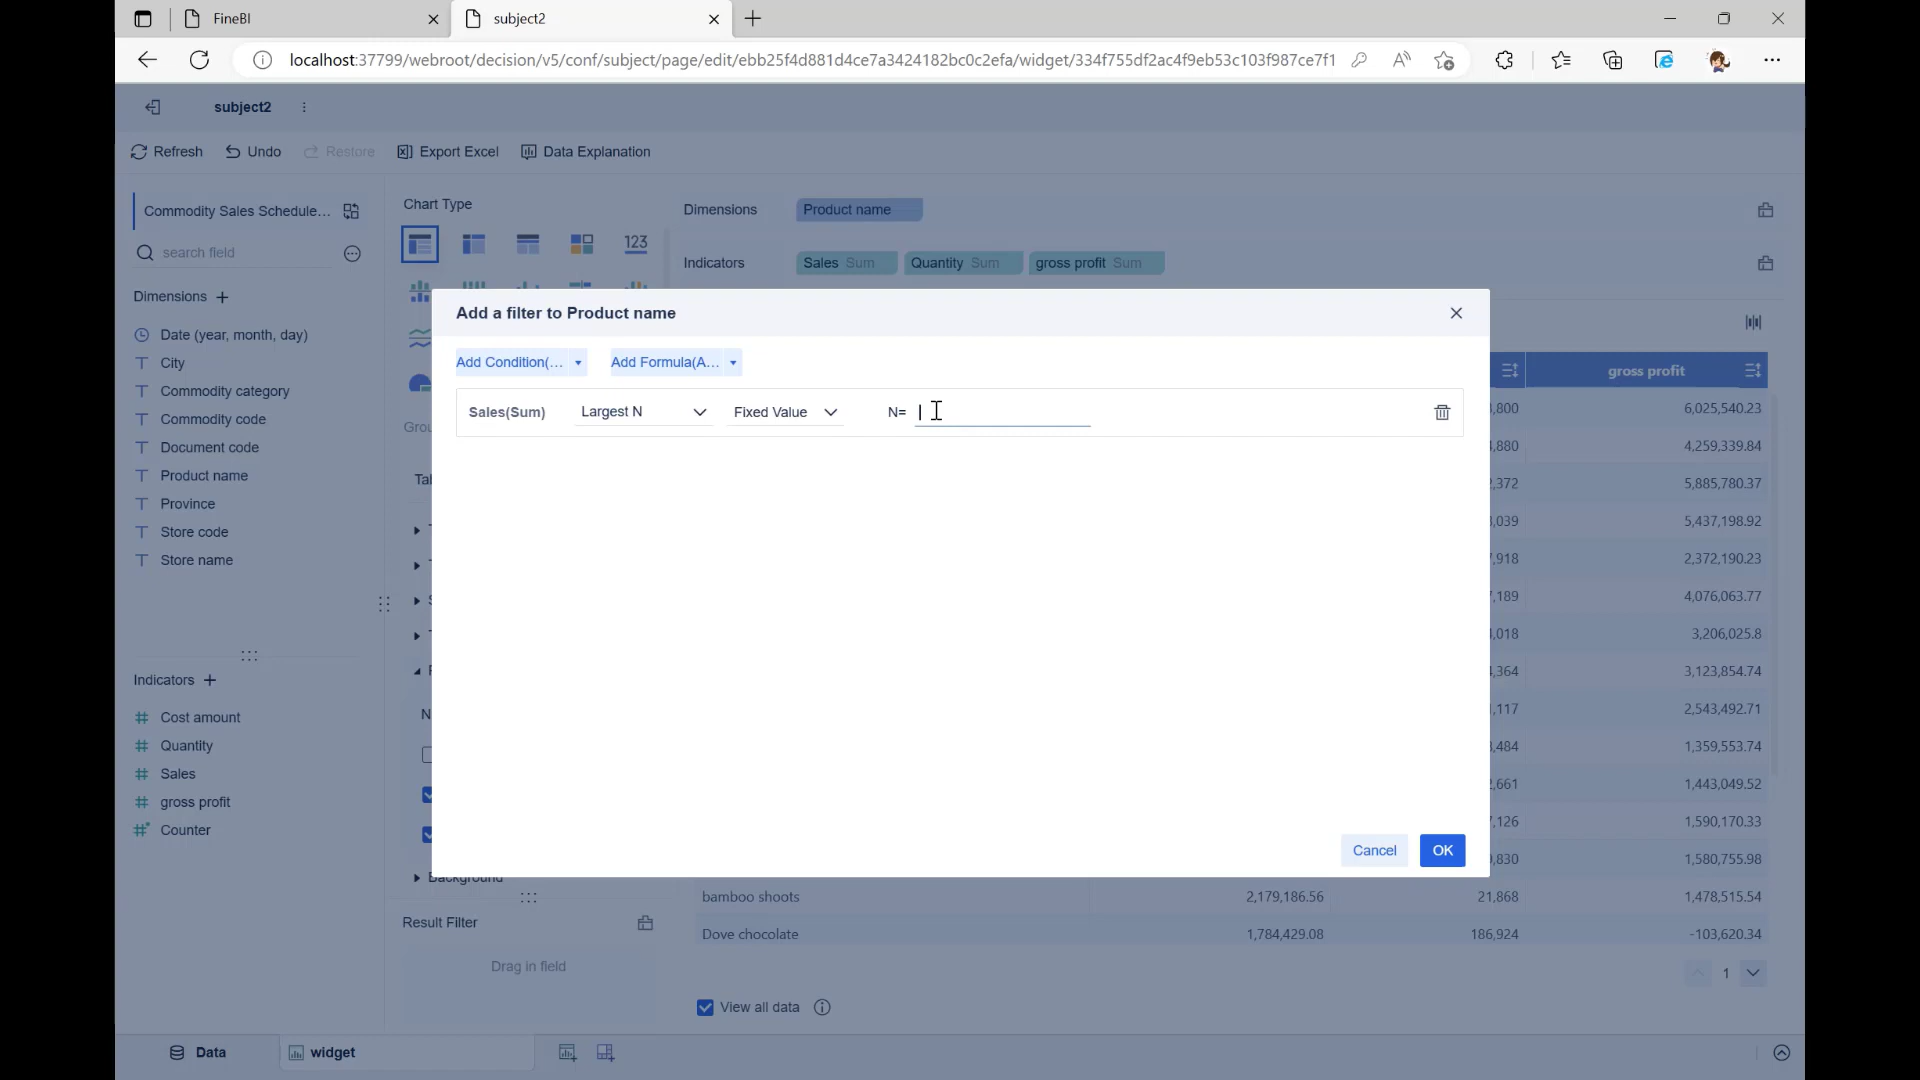 FineBI
subject2
localhost:37799/webroot/decision/v5/conf/subject/page/edit/ebb25f4d881d4ce7a3424182bc0c2efa/widget/334f755df2ac4f9eb53c103f987ce7f1
subject2
Refresh
Undo
Restore
Export Excel
Data Explanation
Commodity Sales Schedule...
search field
Dimensions
Date (year, month, day)
City
Commodity category
Commodity code
Document code
Product name
Province
Store code
Store name
Indicators
Cost amount
Quantity
Sales
gross profit
Counter
Chart Type
123
Dimensions
Product name
Indicators
Sales Sum
Quantity Sum
gross profit Sum
Add a filter to Product name
Add Condition(...
Add Formula(A...
Sales(Sum)
Largest N
Fixed Value
N=
Cancel
OK
gross profit
6,025,540.23
4,259,339.84
5,885,780.37
5,437,198.92
2,372,190.23
4,076,063.77
3,206,025.8
3,123,854.74
2,543,492.71
1,359,553.74
1,443,049.52
1,590,170.33
1,580,755.98
bamboo shoots 2,179,186.56 21,868 1,478,515.54
Dove chocolate 1,784,429.08 186,924 -103,620.34
Background
Result Filter
Drag in field
1
View all data
Data
widget